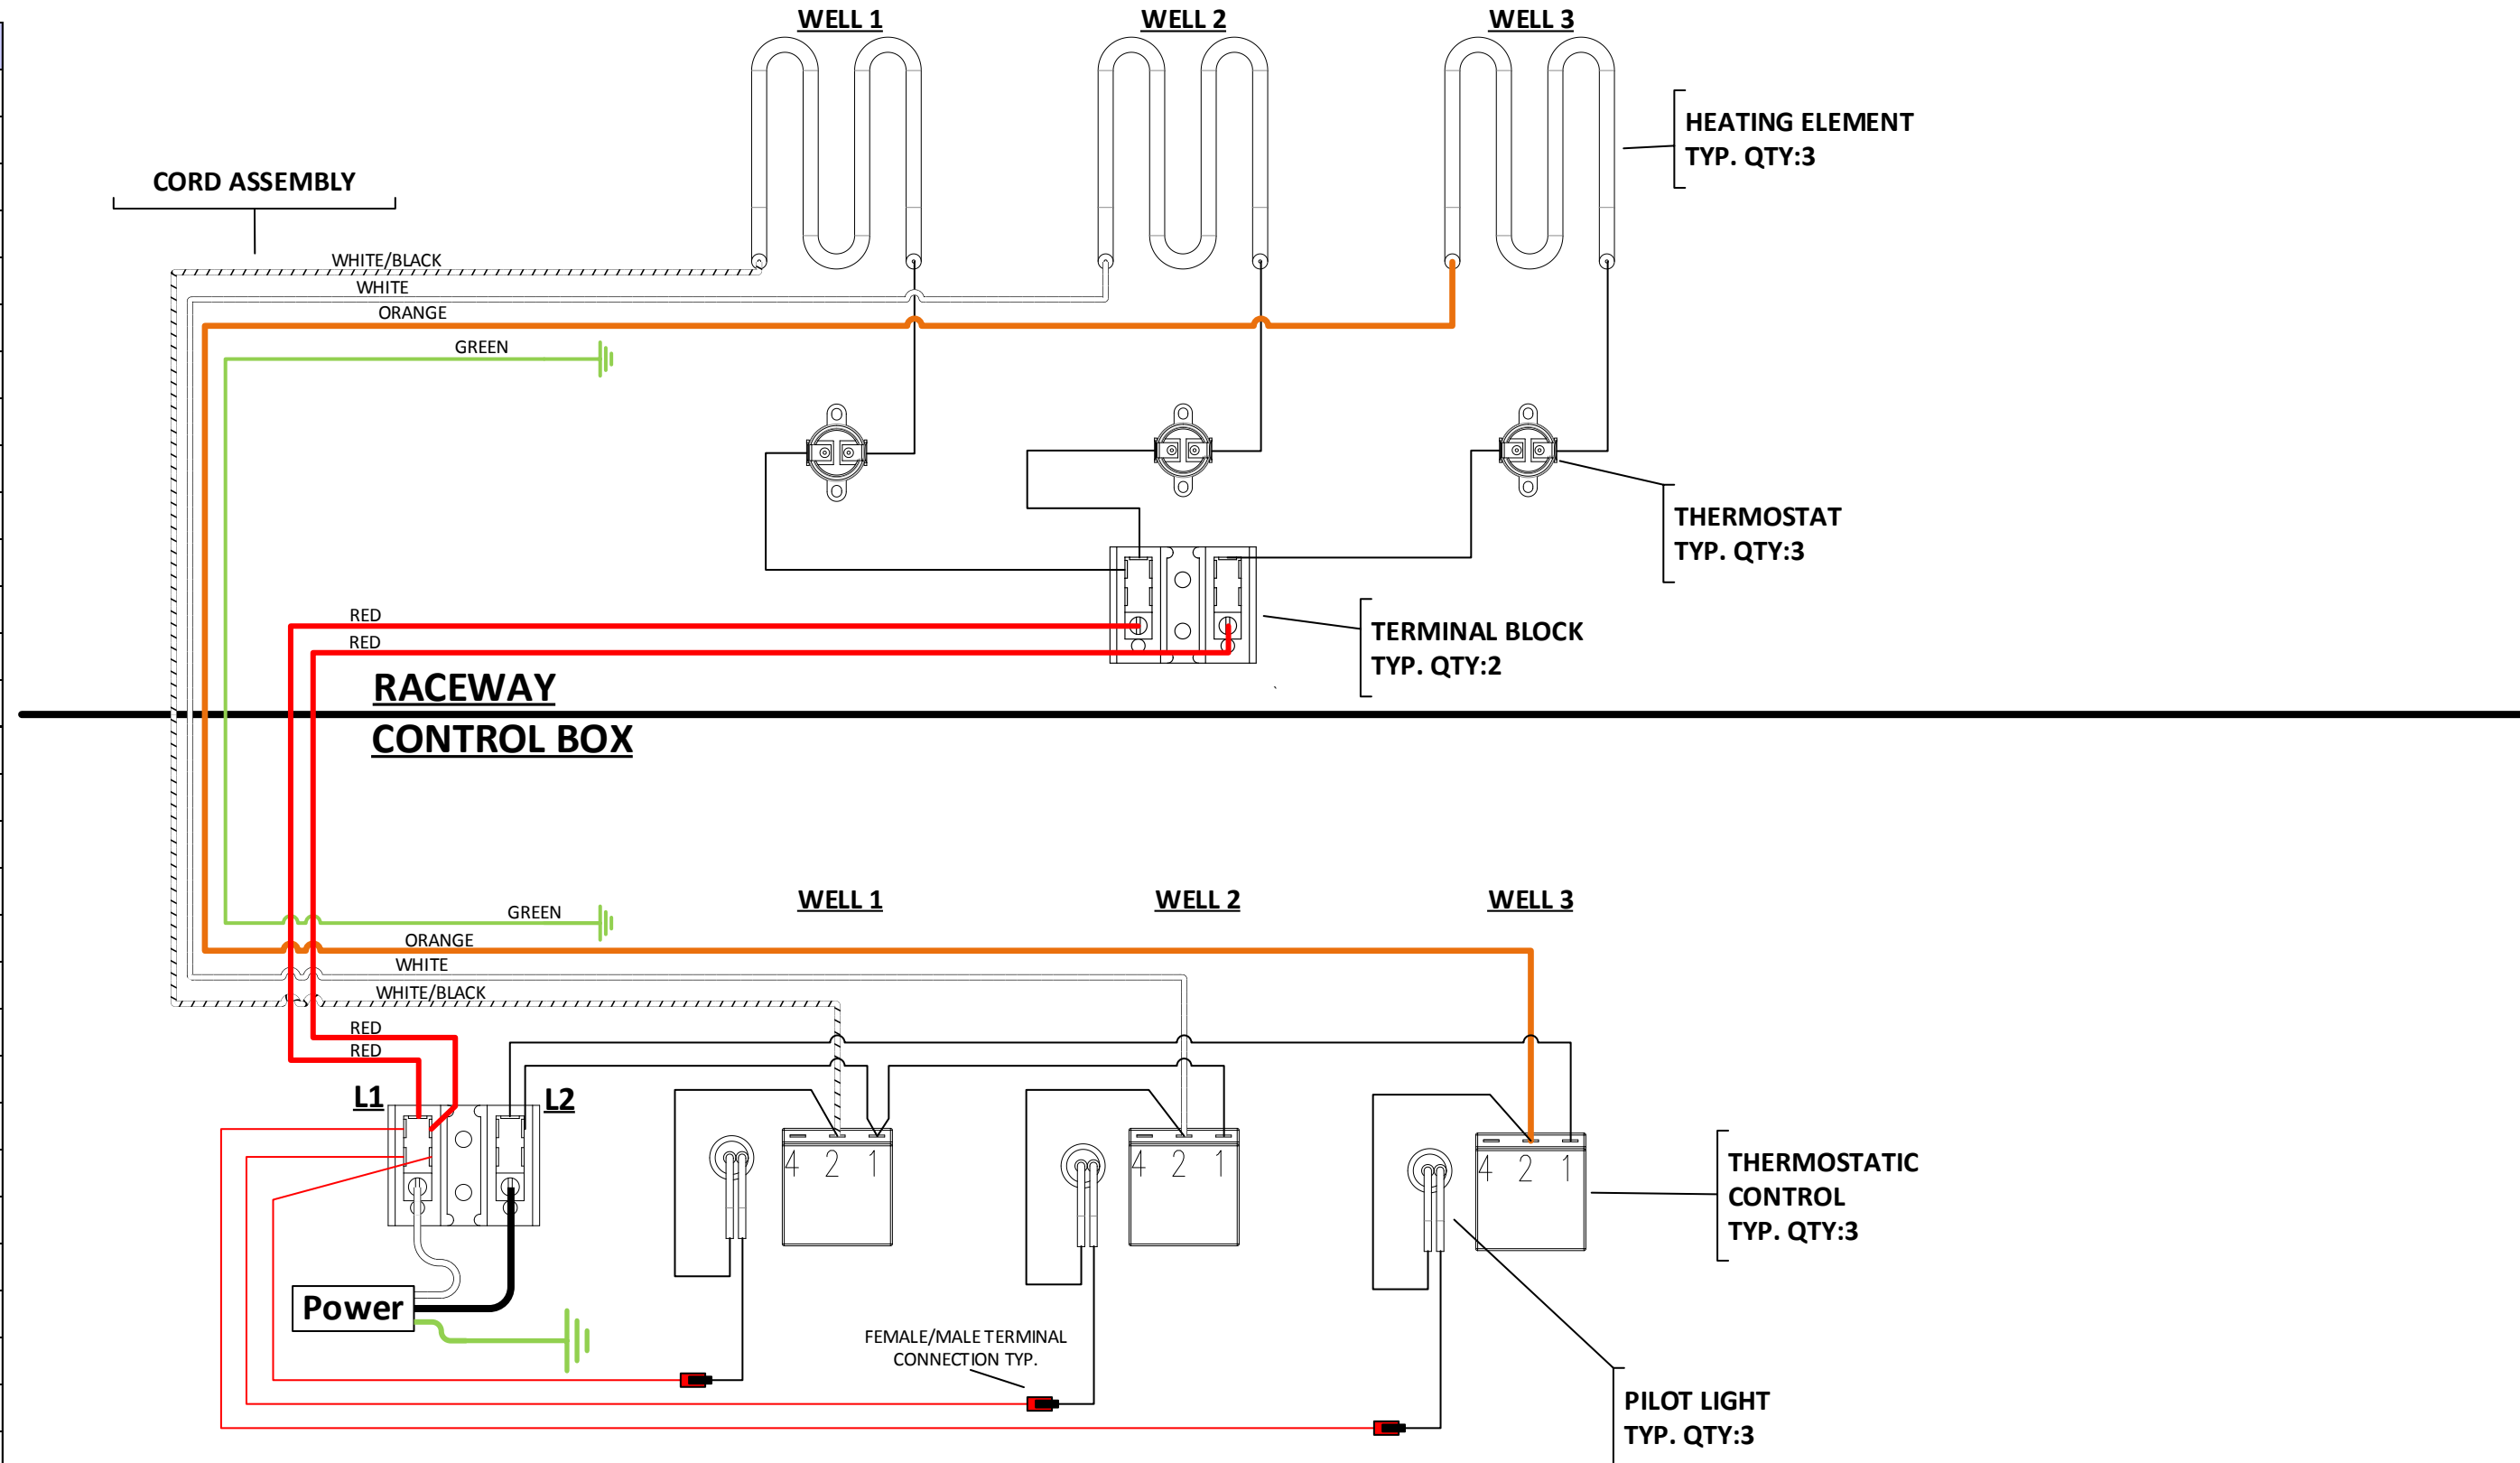 WELL 1
WELL 2
WELL 3
HEATING ELEMENT
TYP. QTY:3
CORD ASSEMBLY
WHITE/BLACK
WHITE
ORANGE
GREEN
THERMOSTAT
TYP. QTY:3
RED
RED
TERMINAL BLOCK
TYP. QTY:2
RACEWAY
CONTROL BOX
WELL 1
WELL 2
WELL 3
GREEN
ORANGE
WHITE
WHITE/BLACK
RED
RED
L1
L2
4 2 1
4 2 1
4 2 1
THERMOSTATIC
CONTROL
TYP. QTY:3
Power
FEMALE/MALE TERMINAL
CONNECTION TYP.
PILOT LIGHT
TYP. QTY:3